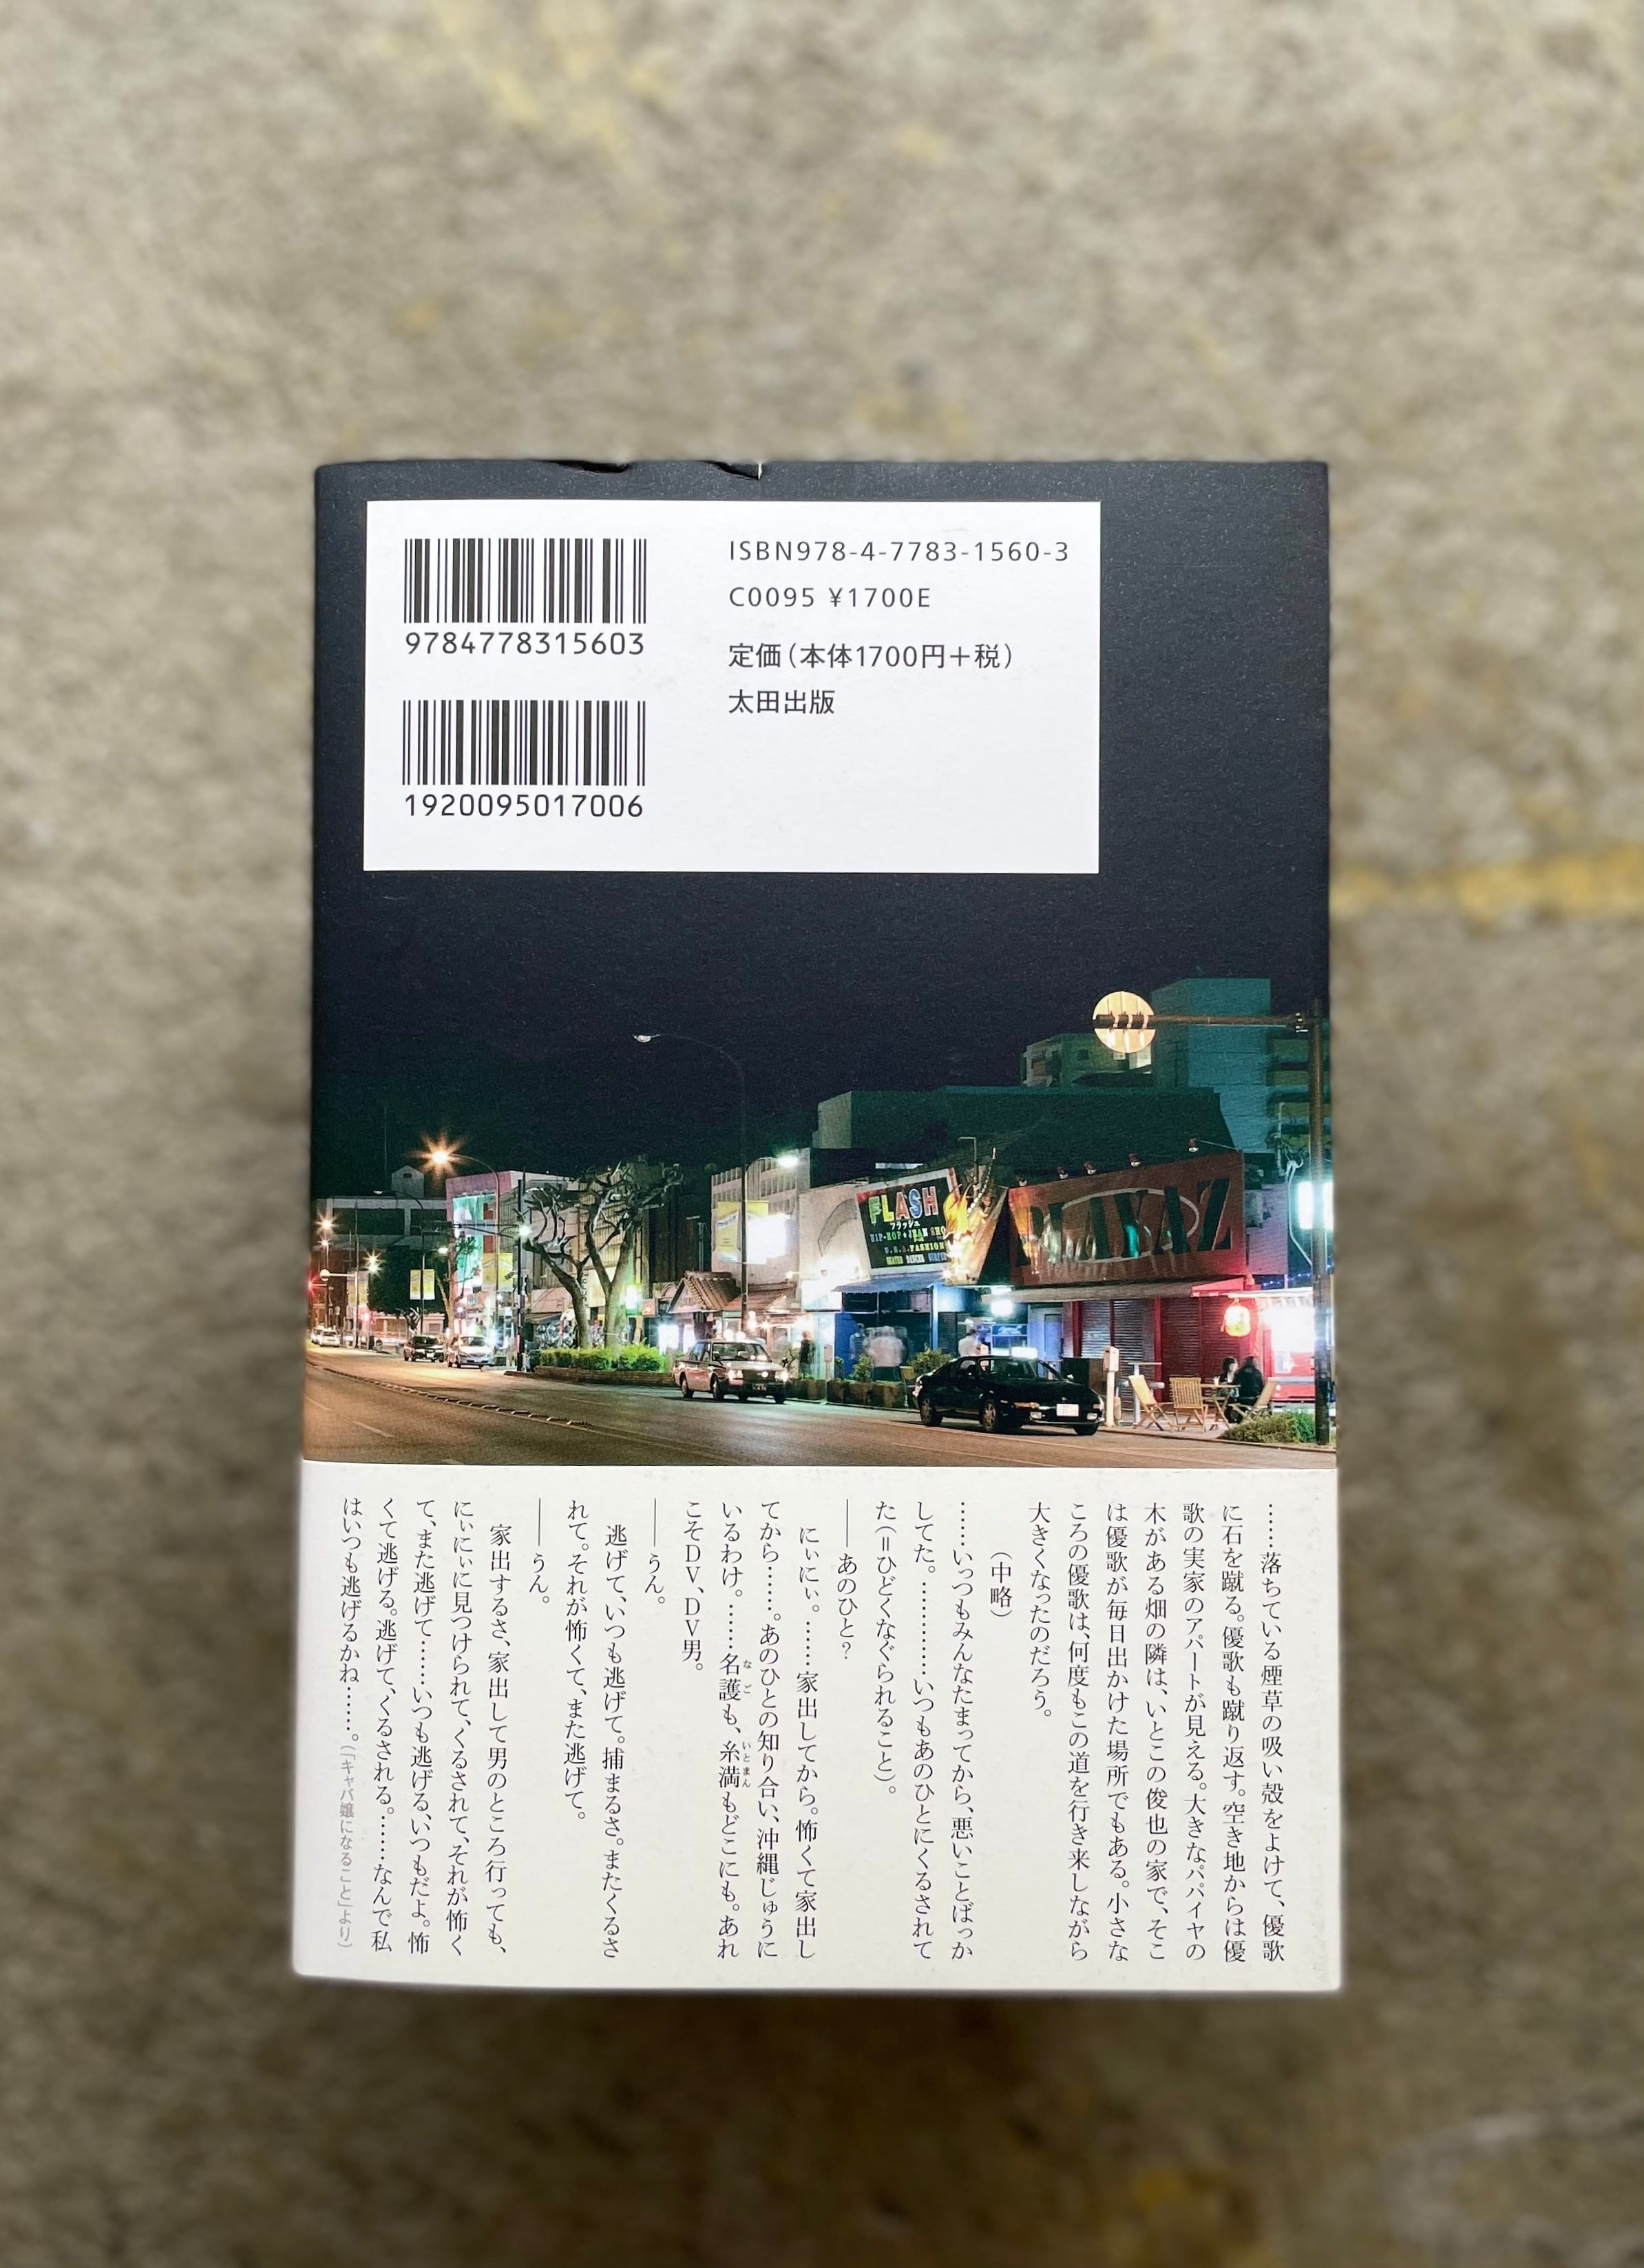 9784778315603
1920095017006
ISBN978-4-7783-1560-3
C0095 ¥1700E
定価（本体1700円＋税）
太田出版
FLASH
フラッシュ
HIP-HOP
U.S.A. FASHION
PLAYAZ
……落ちている煙草の吸い殻をよけて、優歌
に石を蹴る。優歌も蹴り返す。空き地からは優
歌の実家のアパートが見える。大きなパパイヤの
木がある畑の隣は、いとこの俊也の家で、そこ
は優歌が毎日出かけた場所でもある。小さな
ころの優歌は、何度もこの道を行き来しながら
大きくなったのだろう。
（中略）
……いっつもみんなたまってから、悪いことばっか
してた。…………いつもあのひとにくるされて
た（＝ひどくなぐられること）。
――あのひと？
にぃにぃ。……家出してから。怖くて家出し
てから……。あのひとの知り合い、沖縄じゅうに
いるわけ。……名護も、糸満もどこにも。あれ
こそDV、DV男。
――うん。
逃げて、いつも逃げて。捕まるさ。またくるさ
れて。それが怖くて、また逃げて。
――うん。
家出するさ、家出して男のところ行っても、
にぃにぃに見つけられて、くるされて、それが怖く
て、また逃げて……いつも逃げる、いつもだよ。怖
くて逃げる。逃げて、くるされる。……なんで私
はいつも逃げるかね……。（「キャバ嬢になること」より）